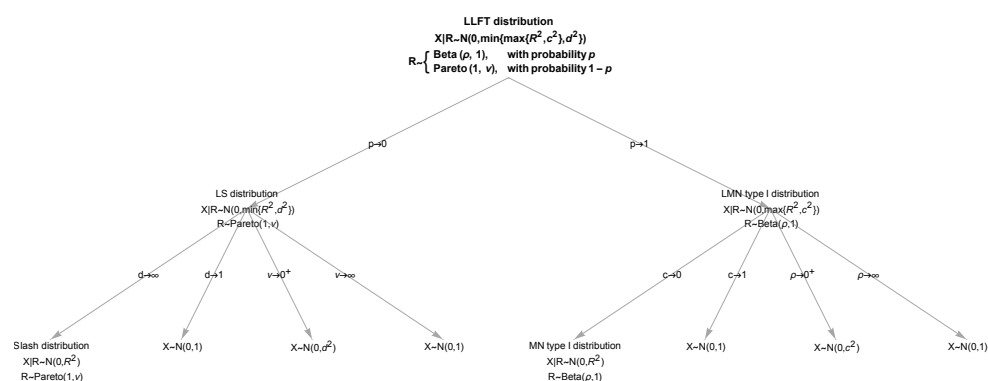 LLFT distribution
X|R~N(0,min{max{R²,c²},d²})
R~{ Beta (ρ, 1), with probability p
Pareto (1, ν), with probability 1 − p
p→0
p→1
LS distribution
X|R~N(0,min{R²,d²})
R~Pareto(1,ν)
LMN type I distribution
X|R~N(0,max{R²,c²})
R~Beta(ρ,1)
d→∞
d→1
ν→0⁺
ν→∞
c→0
c→1
ρ→0⁺
ρ→∞
Slash distribution
X|R~N(0,R²)
R~Pareto(1,ν)
X~N(0,1)
X~N(0,d²)
X~N(0,1)
MN type I distribution
X|R~N(0,R²)
R~Beta(ρ,1)
X~N(0,1)
X~N(0,c²)
X~N(0,1)